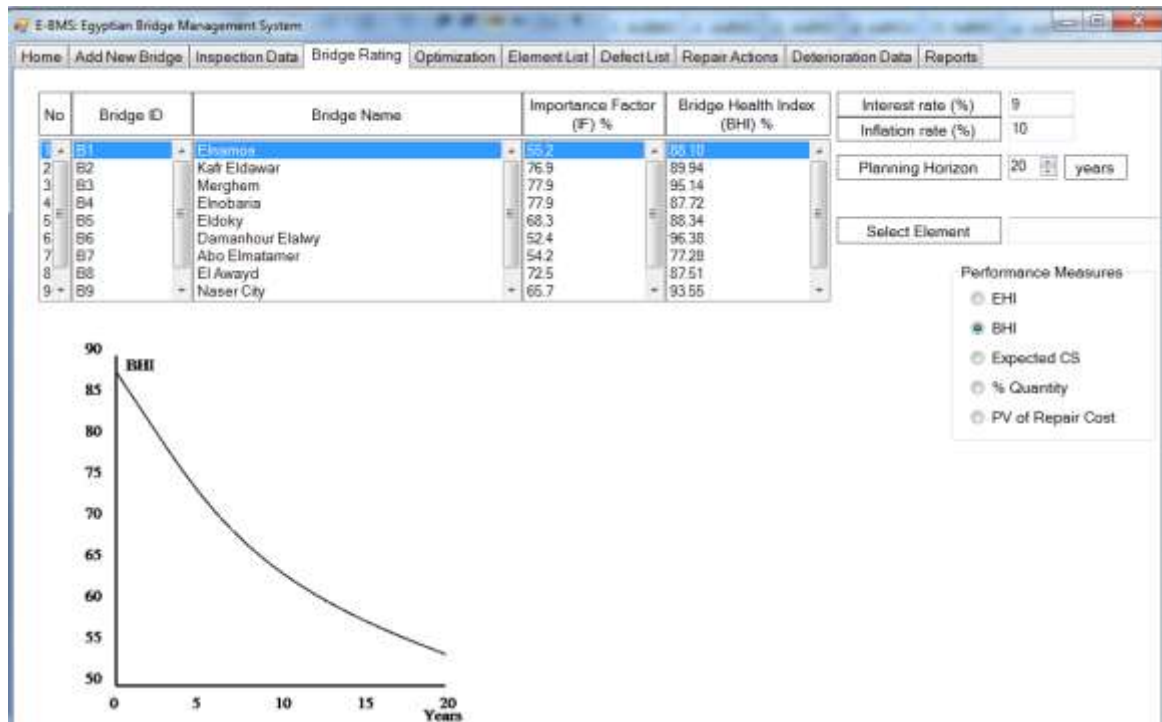 E-BMS: Egyptian Bridge Management System
Home Add New Bridge Inspection Data Bridge Rating Optimization Element List Defect List Repair Actions Deterioration Data Reports
No Bridge ID Bridge Name Importance Factor (IF) % Bridge Health Index (BHI) %
1 B1 Elnamos 55.2 88.10
2 B2 Kafr Eldawar 76.9 89.94
3 B3 Merghem 77.9 95.14
4 B4 Elnobaria 77.9 87.72
5 B5 Eldoky 68.3 88.34
6 B6 Damanhour Elalwy 52.4 96.38
7 B7 Abo Elmatamer 54.2 77.28
8 B8 El Awayd 72.5 87.51
9 B9 Naser City 65.7 93.55
Interest rate (%) 9
Inflation rate (%) 10
Planning Horizon 20 years
Select Element
Performance Measures
EHI
BHI
Expected CS
% Quantity
PV of Repair Cost
BHI
90
85
80
75
70
65
60
55
50
0 5 10 15 20
Years